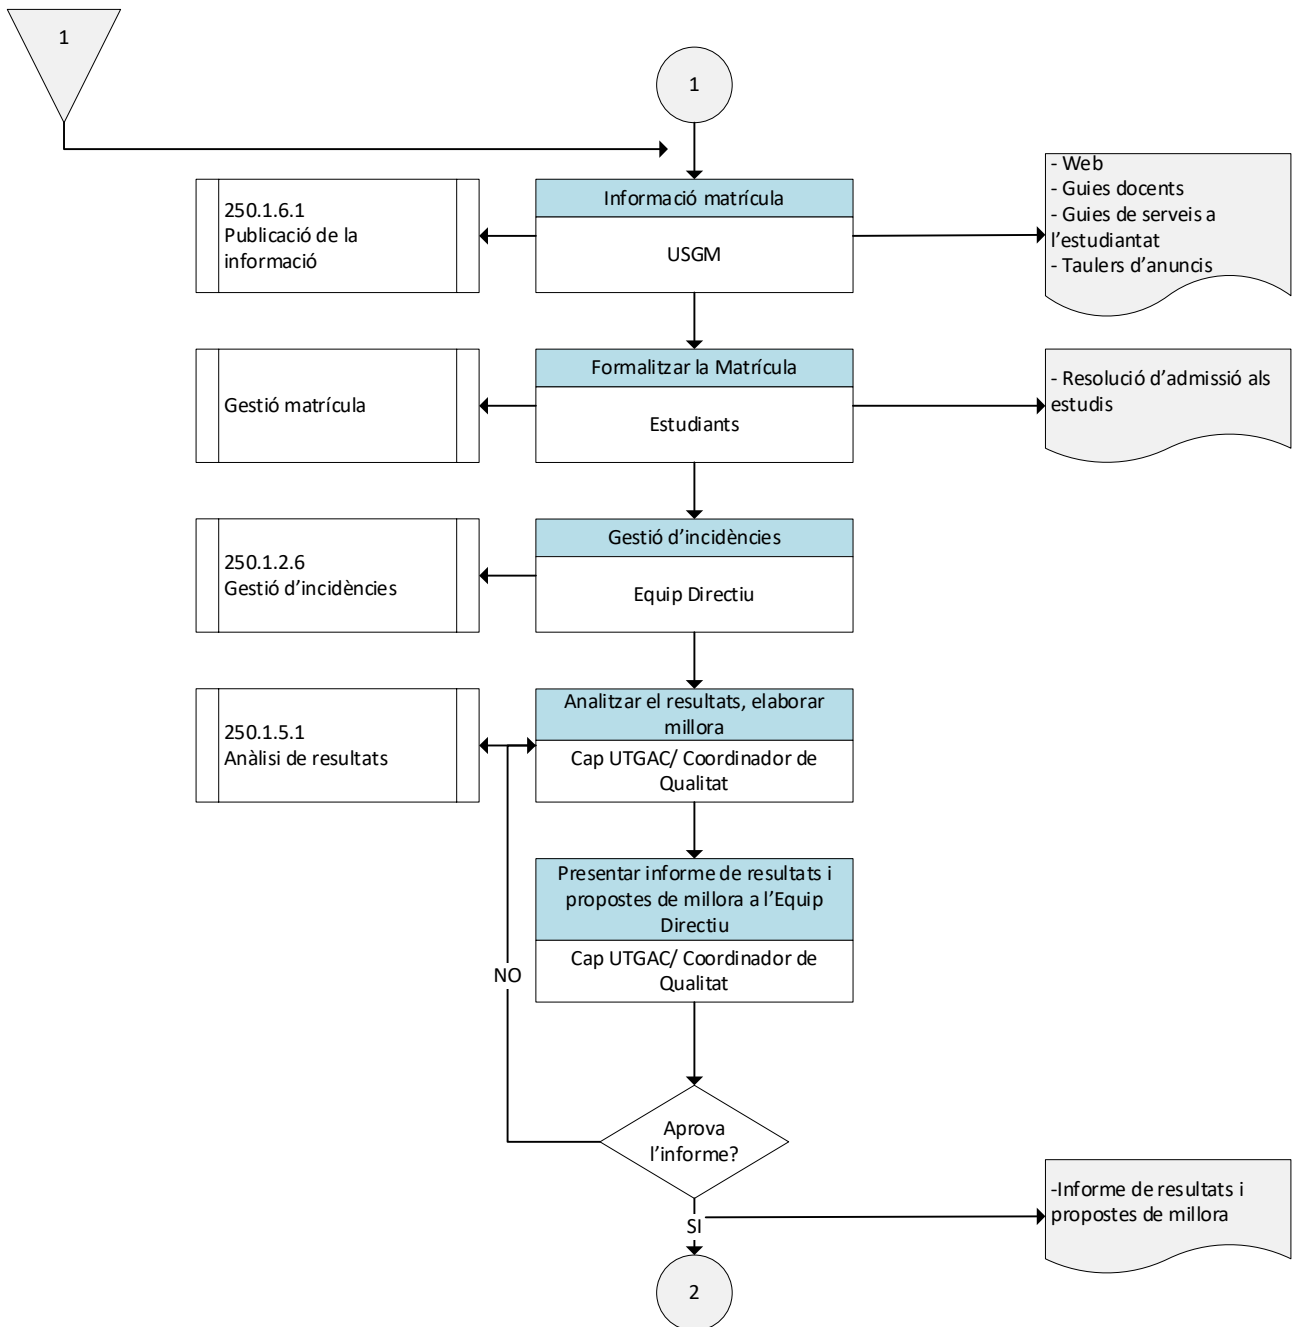 1
1
250.1.6.1
Publicació de la
informació
Informació matrícula
USGM
- Web
- Guies docents
- Guies de serveis a
l’estudiantat
- Taulers d’anuncis
Gestió matrícula
Formalitzar la Matrícula
Estudiants
- Resolució d’admissió als
estudis
250.1.2.6
Gestió d’incidències
Gestió d’incidències
Equip Directiu
250.1.5.1
Anàlisi de resultats
Analitzar el resultats, elaborar
millora
Cap UTGAC/ Coordinador de
Qualitat
Presentar informe de resultats i
propostes de millora a l’Equip
Directiu
Cap UTGAC/ Coordinador de
Qualitat
NO
Aprova
l’informe?
SI
-Informe de resultats i
propostes de millora
2